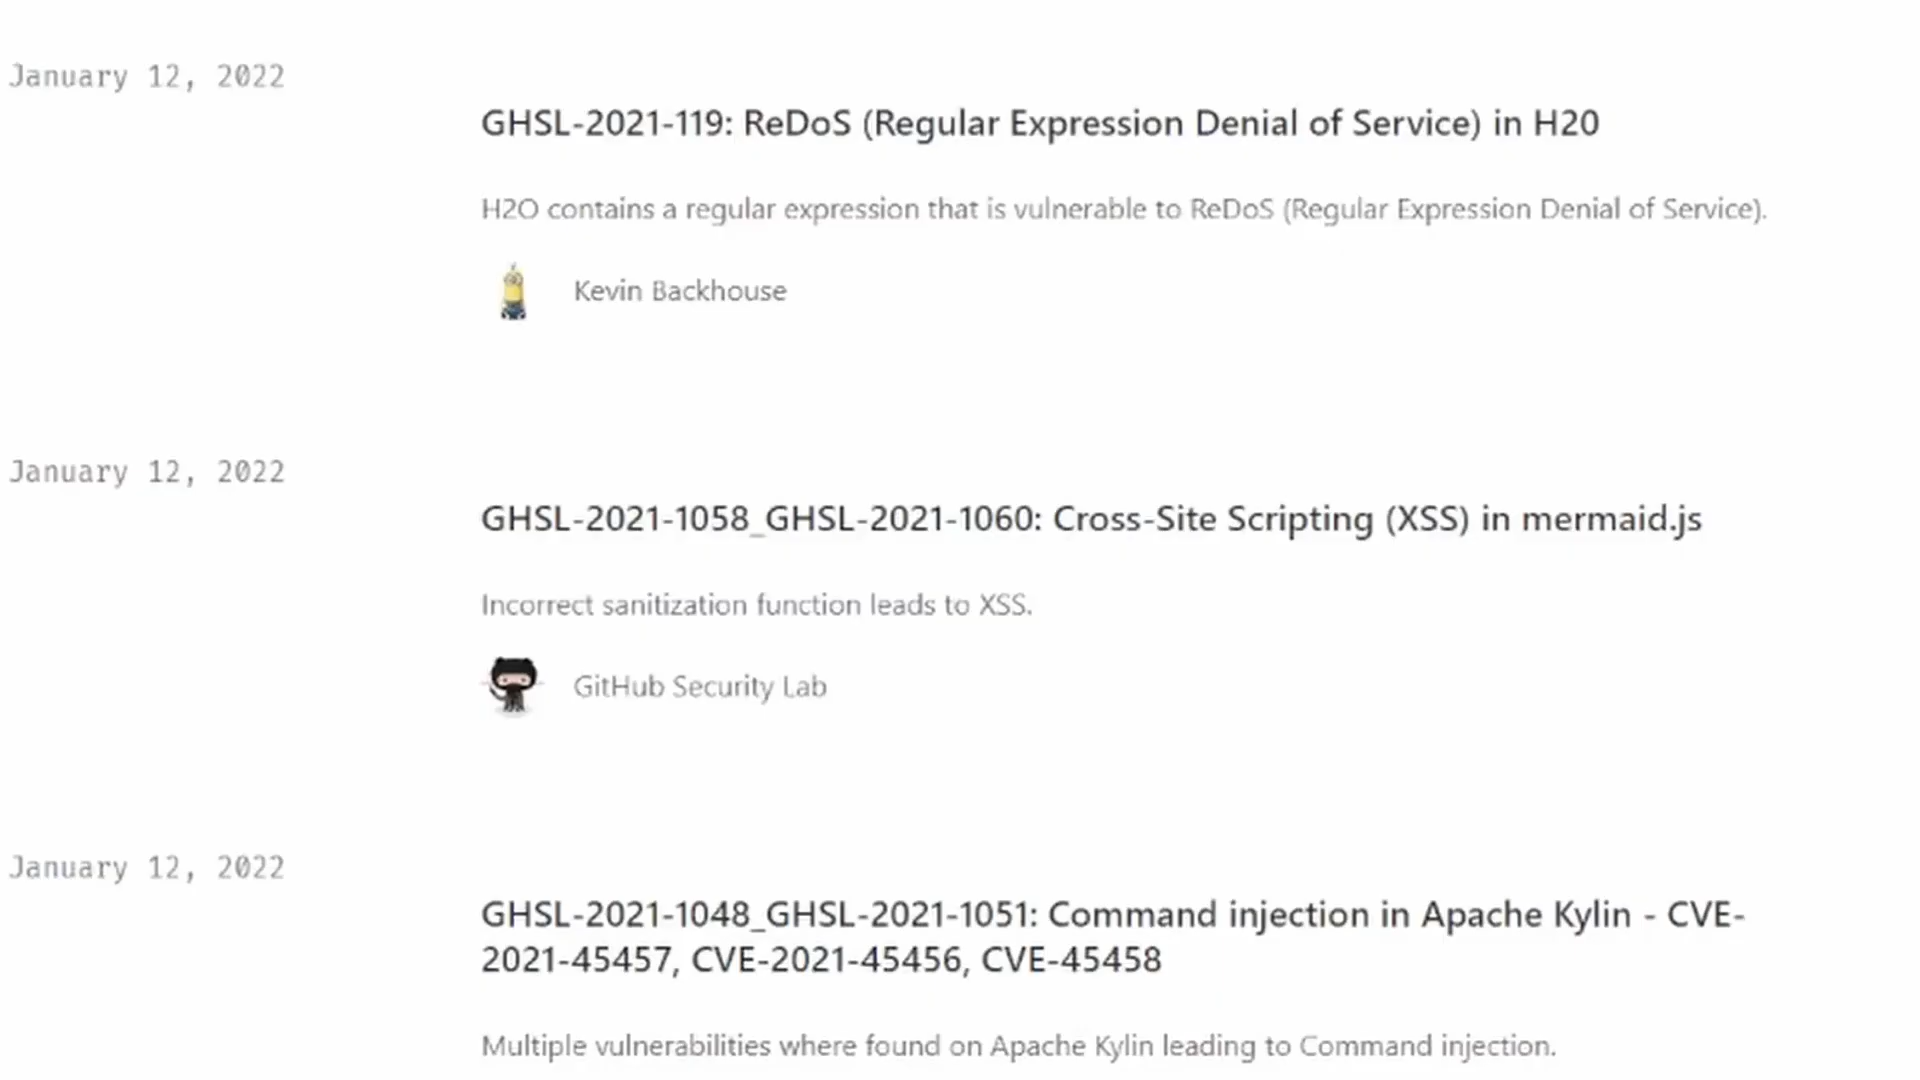 January 12, 2022
GHSL-2021-119: ReDoS (Regular Expression Denial of Service) in H20
H2O contains a regular expression that is vulnerable to ReDoS (Regular Expression Denial of Service).
Kevin Backhouse
January 12, 2022
GHSL-2021-1058_GHSL-2021-1060: Cross-Site Scripting (XSS) in mermaid.js
Incorrect sanitization function leads to XSS.
GitHub Security Lab
January 12, 2022
GHSL-2021-1048_GHSL-2021-1051: Command injection in Apache Kylin - CVE-
2021-45457, CVE-2021-45456, CVE-45458
Multiple vulnerabilities where found on Apache Kylin leading to Command injection.